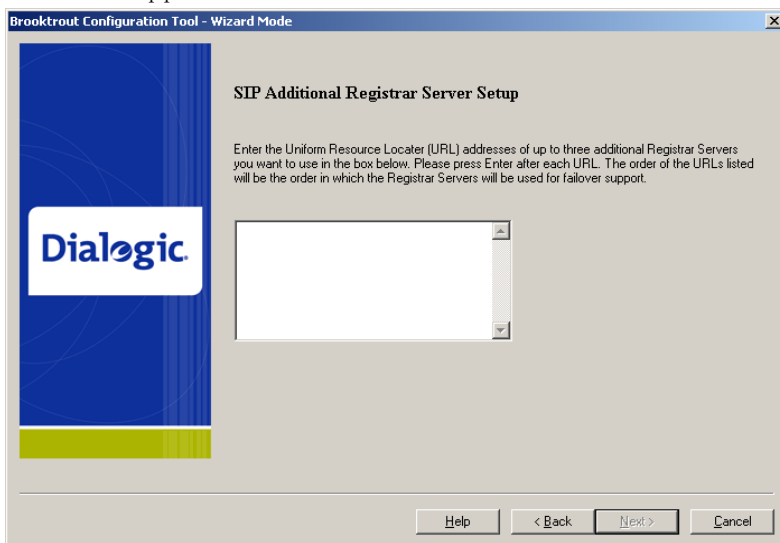 Brooktrout Configuration Tool - Wizard Mode
SIP Additional Registrar Server Setup
Enter the Uniform Resource Locater (URL) addresses of up to three additional Registrar Servers
you want to use in the box below. Please press Enter after each URL. The order of the URLs listed
will be the order in which the Registrar Servers will be used for failover support.
Dialogic.
Help
< Back
Next >
Cancel